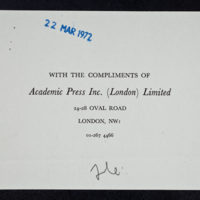 22 MAR 1972
WITH THE COMPLIMENTS OF
Academic Press Inc. (London) Limited
24-28 OVAL ROAD
LONDON, NW1
01-267 4466